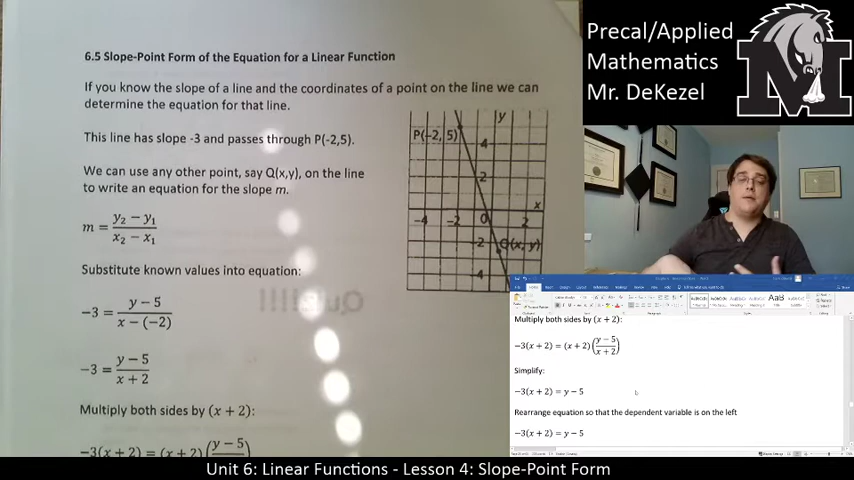 6.5 Slope-Point Form of the Equation for a Linear Function
If you know the slope of a line and the coordinates of a point on the line we can
determine the equation for that line.
This line has slope -3 and passes through P(-2,5).
We can use any other point, say Q(x,y), on the line
to write an equation for the slope m.
m = (y₂ − y₁)/(x₂ − x₁)
Substitute known values into equation:
−3 = (y − 5)/(x − (−2))
−3 = (y − 5)/(x + 2)
Multiply both sides by (x + 2):
−3(x + 2) = (x + 2)((y − 5)
y
P(−2, 5)
4
2
x
−4 −2 0 2
−2
Q(x, y)
4
Precal/Applied
Mathematics
Mr. DeKezel
M
Multiply both sides by (x + 2):
−3(x + 2) = (x + 2)((y − 5)/(x + 2))
Simplify:
−3(x + 2) = y − 5
Rearrange equation so that the dependent variable is on the left
−3(x + 2) = y − 5
Unit 6: Linear Functions - Lesson 4: Slope-Point Form